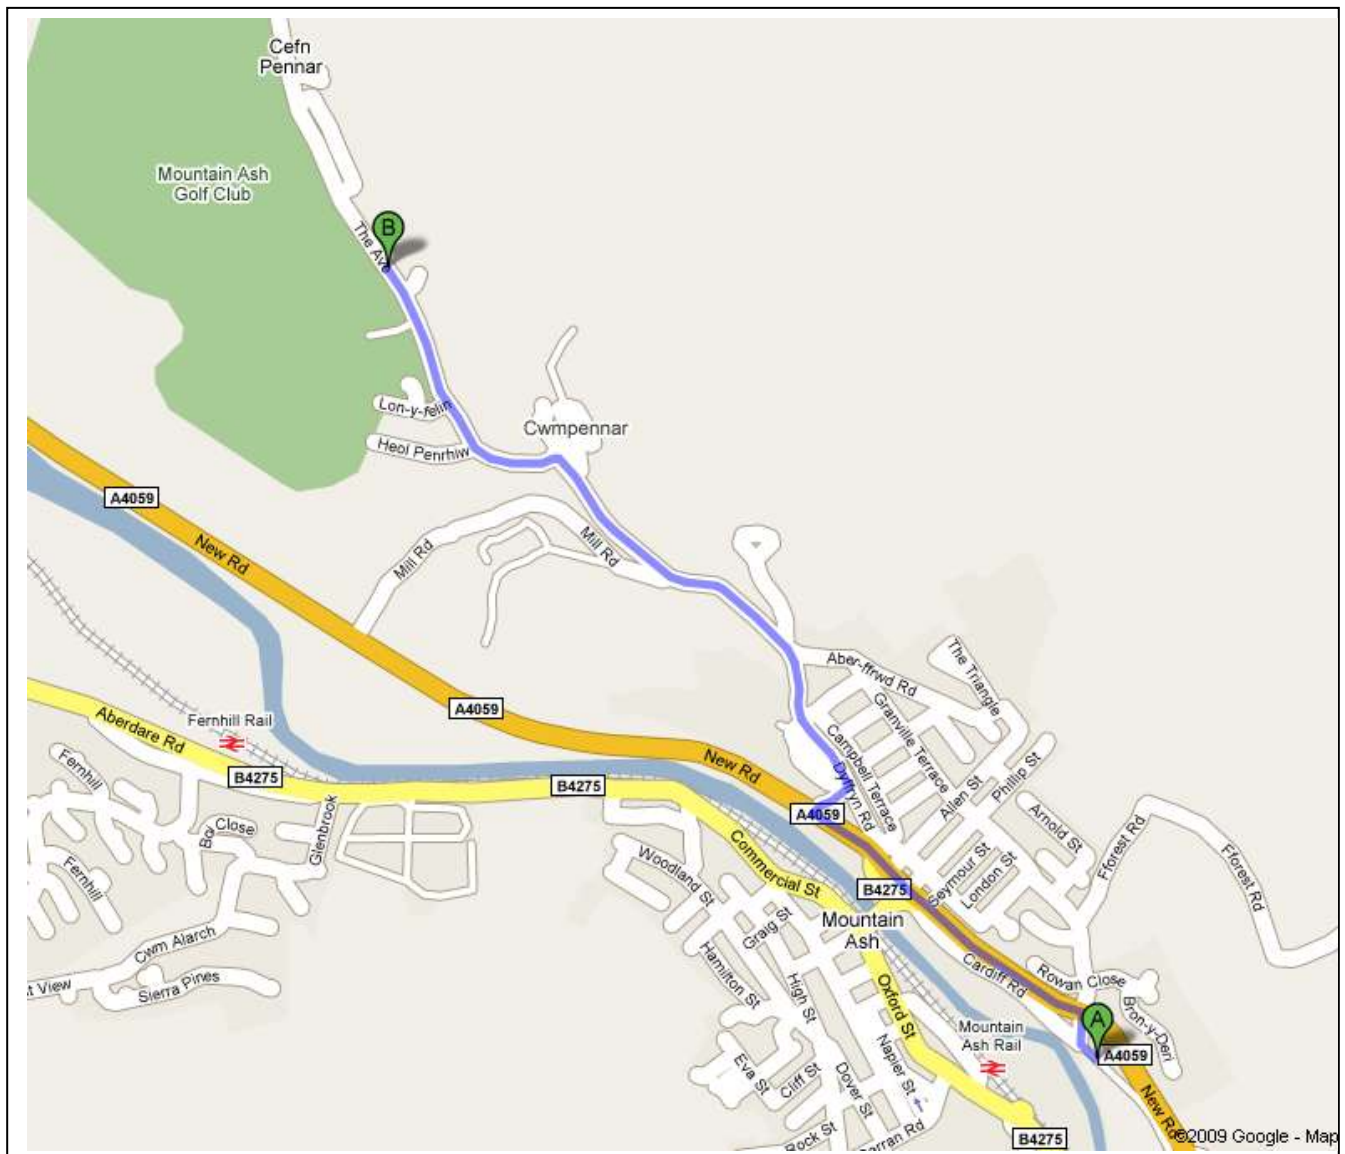 Cefn
Pennar
Mountain Ash
Golf Club
B
The Ave
Lon-y-felin
Cwmpennar
Heol Penrhiw
A4059
New Rd
Mill Rd
Mill Rd
The Triangle
Aber-ffrwd Rd
Granville Terrace
A4059
Fernhill Rail
Aberdare Rd
Campbell Terrace
Phillip St
New Rd
Dyffryn Rd
Allen St
Fernhill
B4275
B4275
A4059
Arnold St
Fforest Rd
Fforest Rd
Close
Glenbrook
Commercial St
Seymour St
London St
Woodland St
B4275
Fernhill
Mountain
Ash
Graig St
Cwm Alarch
Hamilton St
High St
Cardiff Rd
Rowan Close
t View
Sierra Pines
Oxford St
Bron-y-Deri
A
Mountain
Ash Rail
A4059
Napier St
Eva St
Cliff St
Dover St
New Rd
Rock St
arran Rd
B4275
©2009 Google - Map